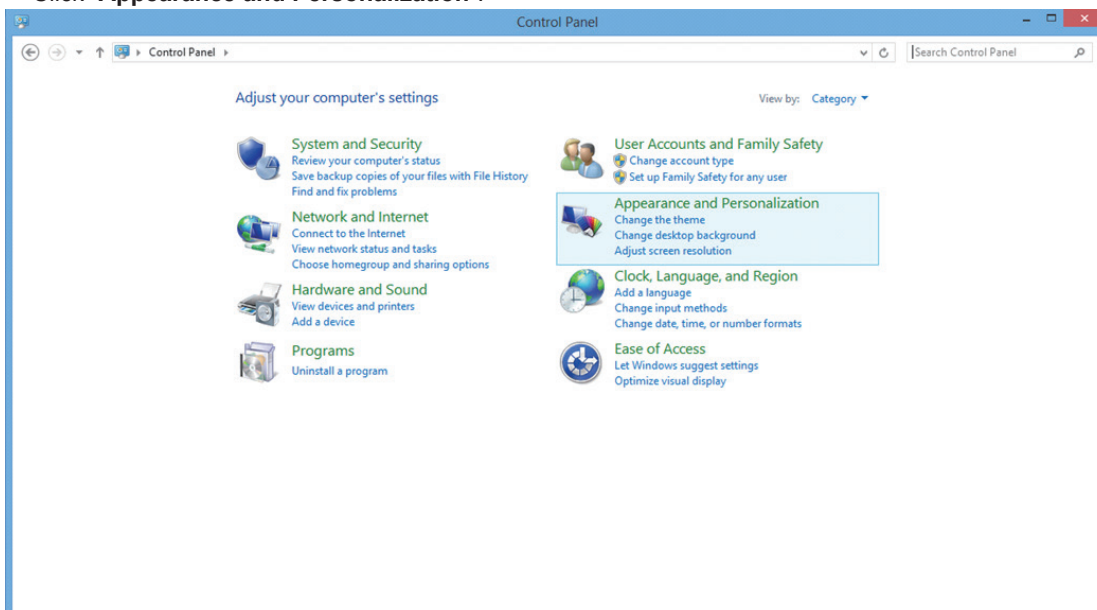 Click "Appearance and Personalization".
Control Panel
Control Panel
Search Control Panel
Adjust your computer's settings
View by: Category
System and Security
Review your computer's status
Save backup copies of your files with File History
Find and fix problems
Network and Internet
Connect to the Internet
View network status and tasks
Choose homegroup and sharing options
Hardware and Sound
View devices and printers
Add a device
Programs
Uninstall a program
User Accounts and Family Safety
Change account type
Set up Family Safety for any user
Appearance and Personalization
Change the theme
Change desktop background
Adjust screen resolution
Clock, Language, and Region
Add a language
Change input methods
Change date, time, or number formats
Ease of Access
Let Windows suggest settings
Optimize visual display